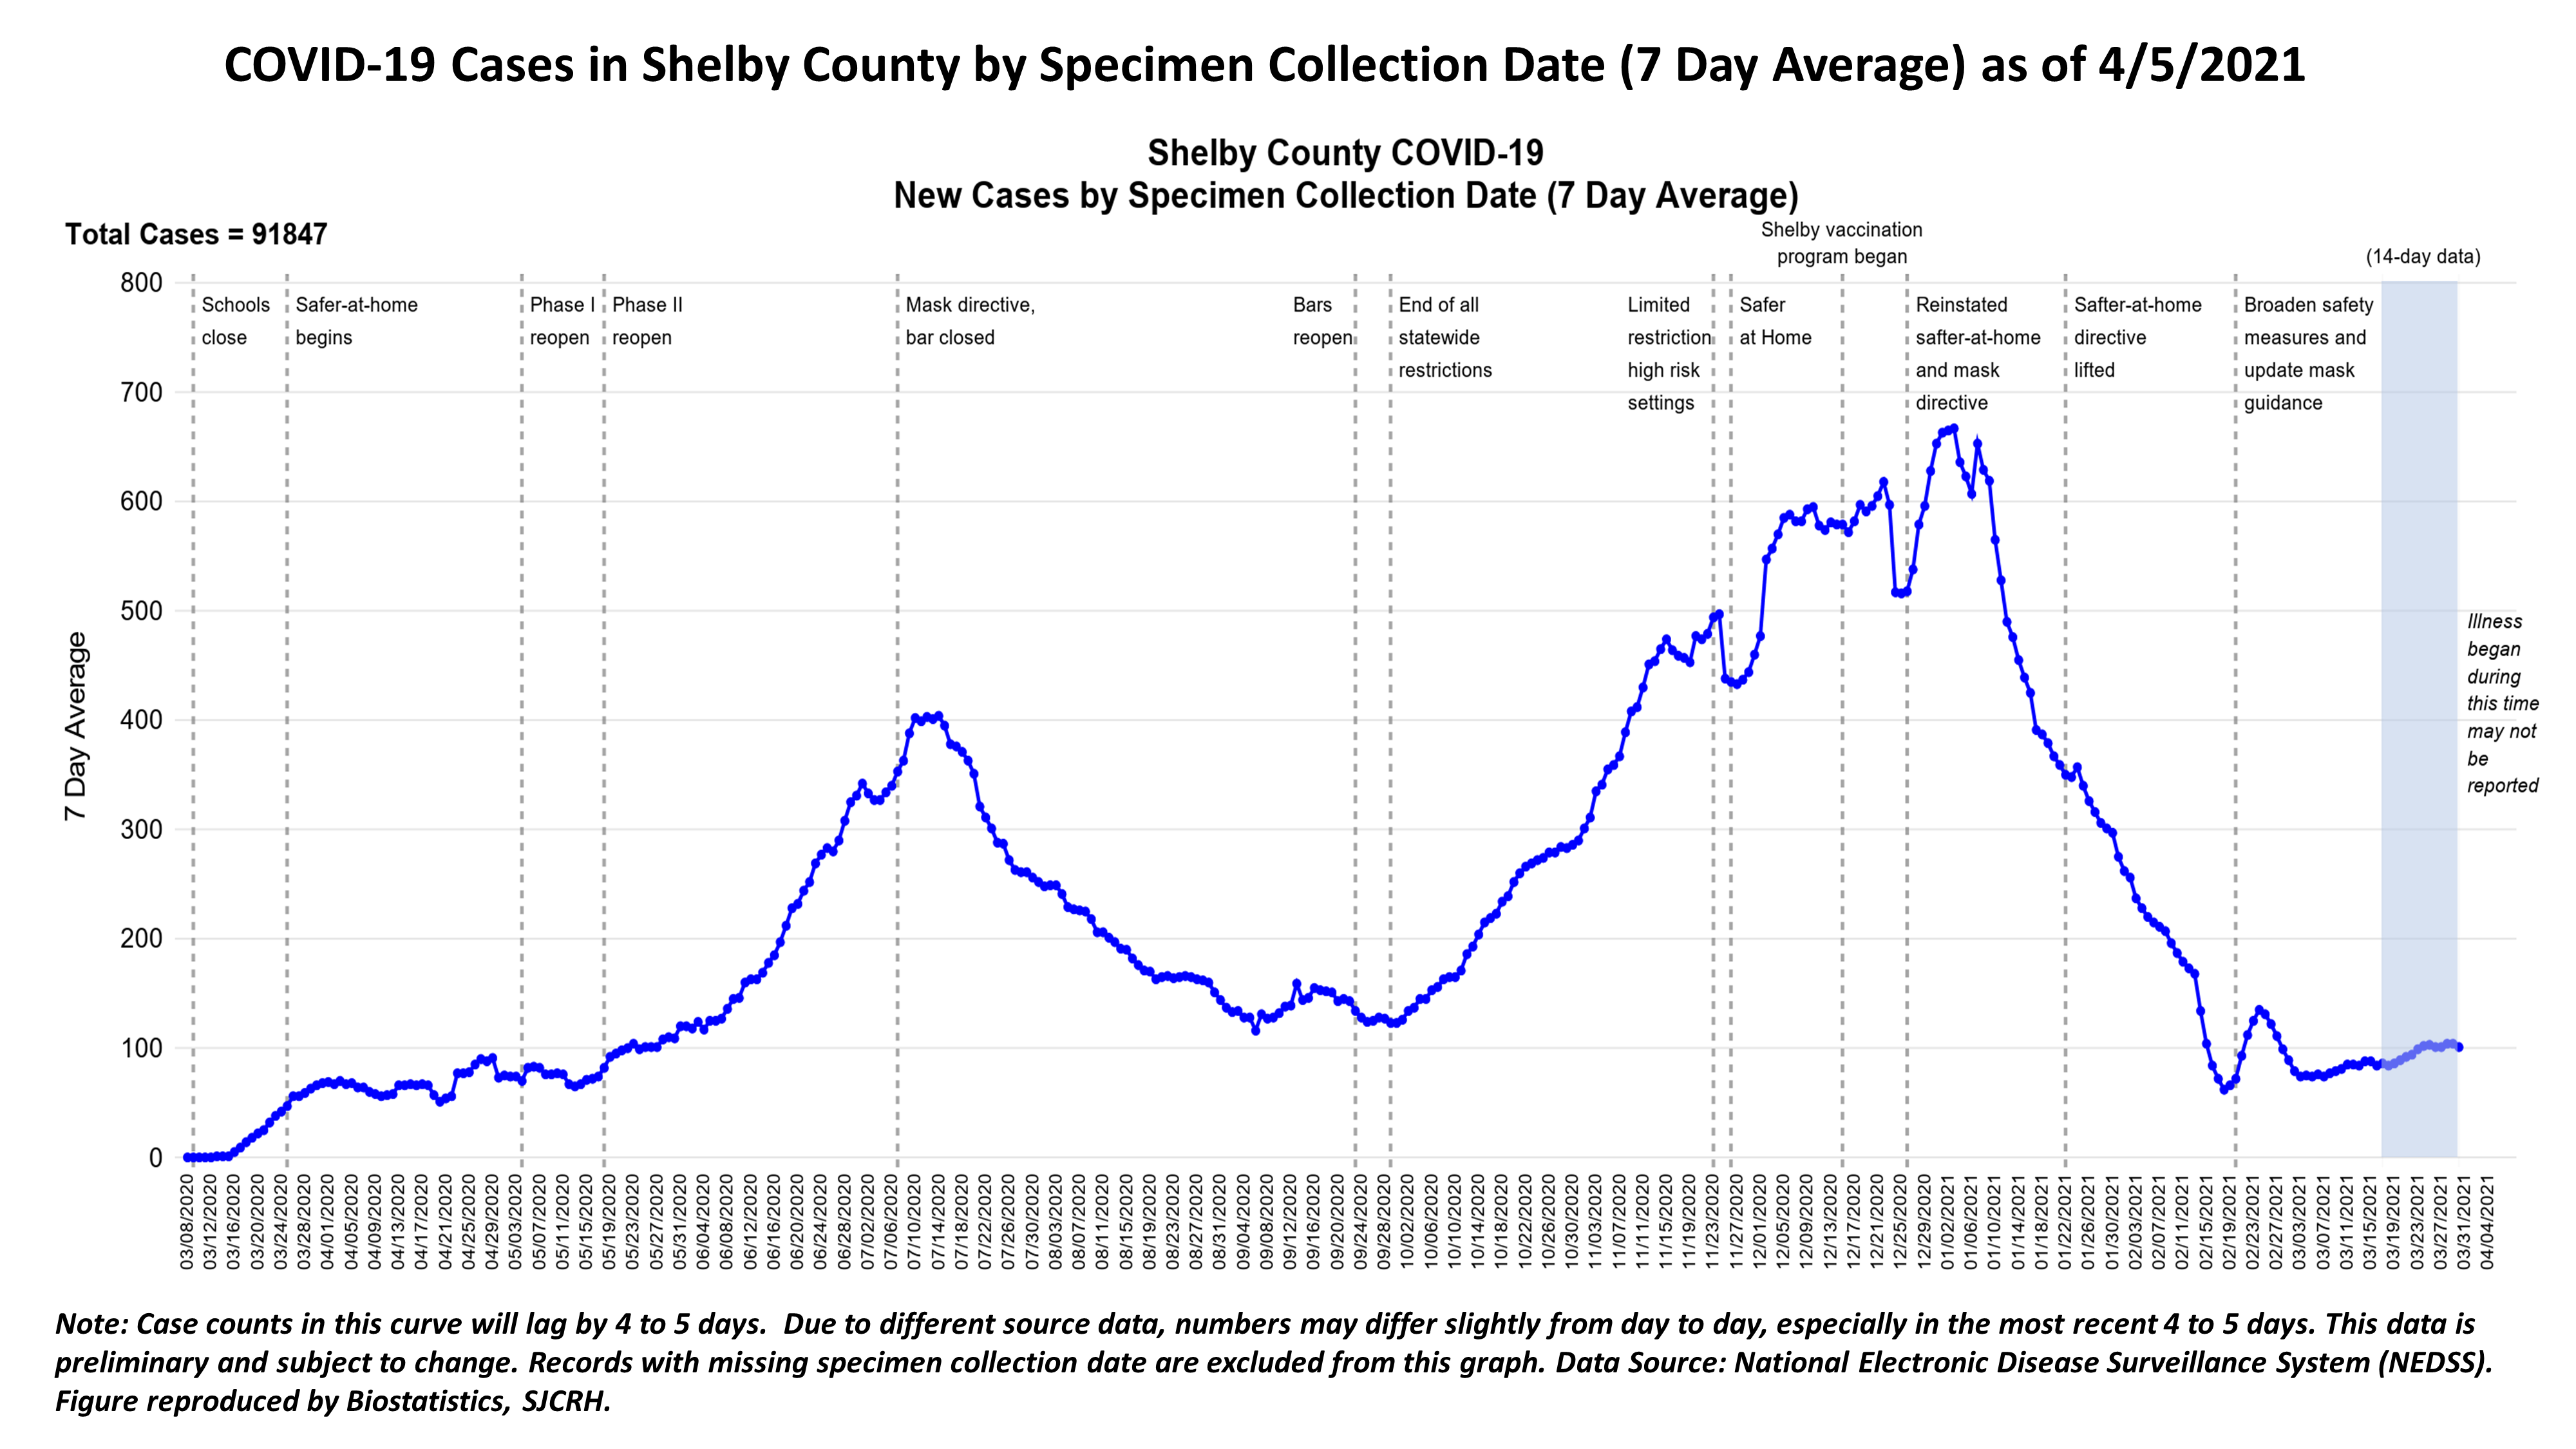 COVID-19 Cases in Shelby County by Specimen Collection Date (7 Day Average) as of 4/5/2021
Shelby County COVID-19
New Cases by Specimen Collection Date (7 Day Average)
Total Cases = 91847
Shelby vaccination
program began
(14-day data)
800
700
600
500
400
300
200
100
0
7 Day Average
Schools
close
Safer-at-home
begins
Phase I
reopen
Phase II
reopen
Mask directive,
bar closed
Bars
reopen
End of all
statewide
restrictions
Limited
restriction
high risk
settings
Safer
at Home
Reinstated
safter-at-home
and mask
directive
Safter-at-home
directive
lifted
Broaden safety
measures and
update mask
guidance
Illness
began
during
this time
may not
be
reported
03/08/2020
03/12/2020
03/16/2020
03/20/2020
03/24/2020
03/28/2020
04/01/2020
04/05/2020
04/09/2020
04/13/2020
04/17/2020
04/21/2020
04/25/2020
04/29/2020
05/03/2020
05/07/2020
05/11/2020
05/15/2020
05/19/2020
05/23/2020
05/27/2020
05/31/2020
06/04/2020
06/08/2020
06/12/2020
06/16/2020
06/20/2020
06/24/2020
06/28/2020
07/02/2020
07/06/2020
07/10/2020
07/14/2020
07/18/2020
07/22/2020
07/26/2020
07/30/2020
08/03/2020
08/07/2020
08/11/2020
08/15/2020
08/19/2020
08/23/2020
08/27/2020
08/31/2020
09/04/2020
09/08/2020
09/12/2020
09/16/2020
09/20/2020
09/24/2020
09/28/2020
10/02/2020
10/06/2020
10/10/2020
10/14/2020
10/18/2020
10/22/2020
10/26/2020
10/30/2020
11/03/2020
11/07/2020
11/11/2020
11/15/2020
11/19/2020
11/23/2020
11/27/2020
12/01/2020
12/05/2020
12/09/2020
12/13/2020
12/17/2020
12/21/2020
12/25/2020
12/29/2020
01/02/2021
01/06/2021
01/10/2021
01/14/2021
01/18/2021
01/22/2021
01/26/2021
01/30/2021
02/03/2021
02/07/2021
02/11/2021
02/15/2021
02/19/2021
02/23/2021
02/27/2021
03/03/2021
03/07/2021
03/11/2021
03/15/2021
03/19/2021
03/23/2021
03/27/2021
03/31/2021
04/04/2021
Note: Case counts in this curve will lag by 4 to 5 days.  Due to different source data, numbers may differ slightly from day to day, especially in the most recent 4 to 5 days. This data is
preliminary and subject to change. Records with missing specimen collection date are excluded from this graph. Data Source: National Electronic Disease Surveillance System (NEDSS).
Figure reproduced by Biostatistics, SJCRH.